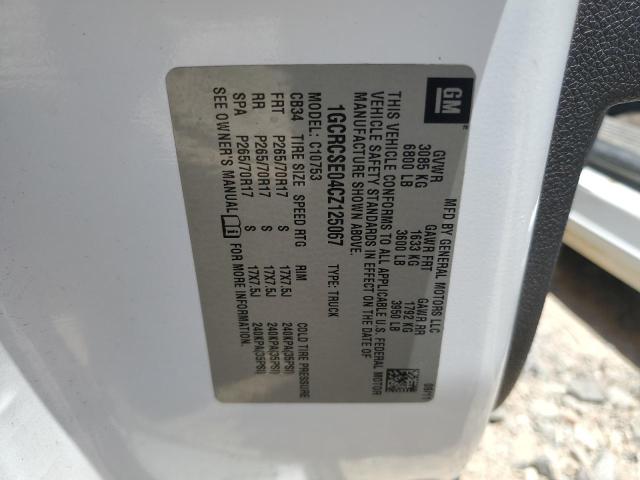 GM
MFD BY GENERAL MOTORS LLC
GVWR GAWR FRT GAWR RR
3085 KG 1633 KG 1792 KG
6800 LB 3600 LB 3950 LB
08/11
THIS VEHICLE CONFORMS TO ALL APPLICABLE U.S. FEDERAL MOTOR
VEHICLE SAFETY STANDARDS IN EFFECT ON THE DATE OF
MANUFACTURE SHOWN ABOVE.
1GCRCSE04CZ125067 TYPE: TRUCK
MODEL: C10753
CB34 TIRE SIZE SPEED RTG RIM COLD TIRE PRESSURE
FRT P265/70R17 S 17X7.5J 240KPA(35PSI)
RR P265/70R17 S 17X7.5J 240KPA(35PSI)
SPA P265/70R17 S 17X7.5J 240KPA(35PSI)
SEE OWNER'S MANUAL FOR MORE INFORMATION.